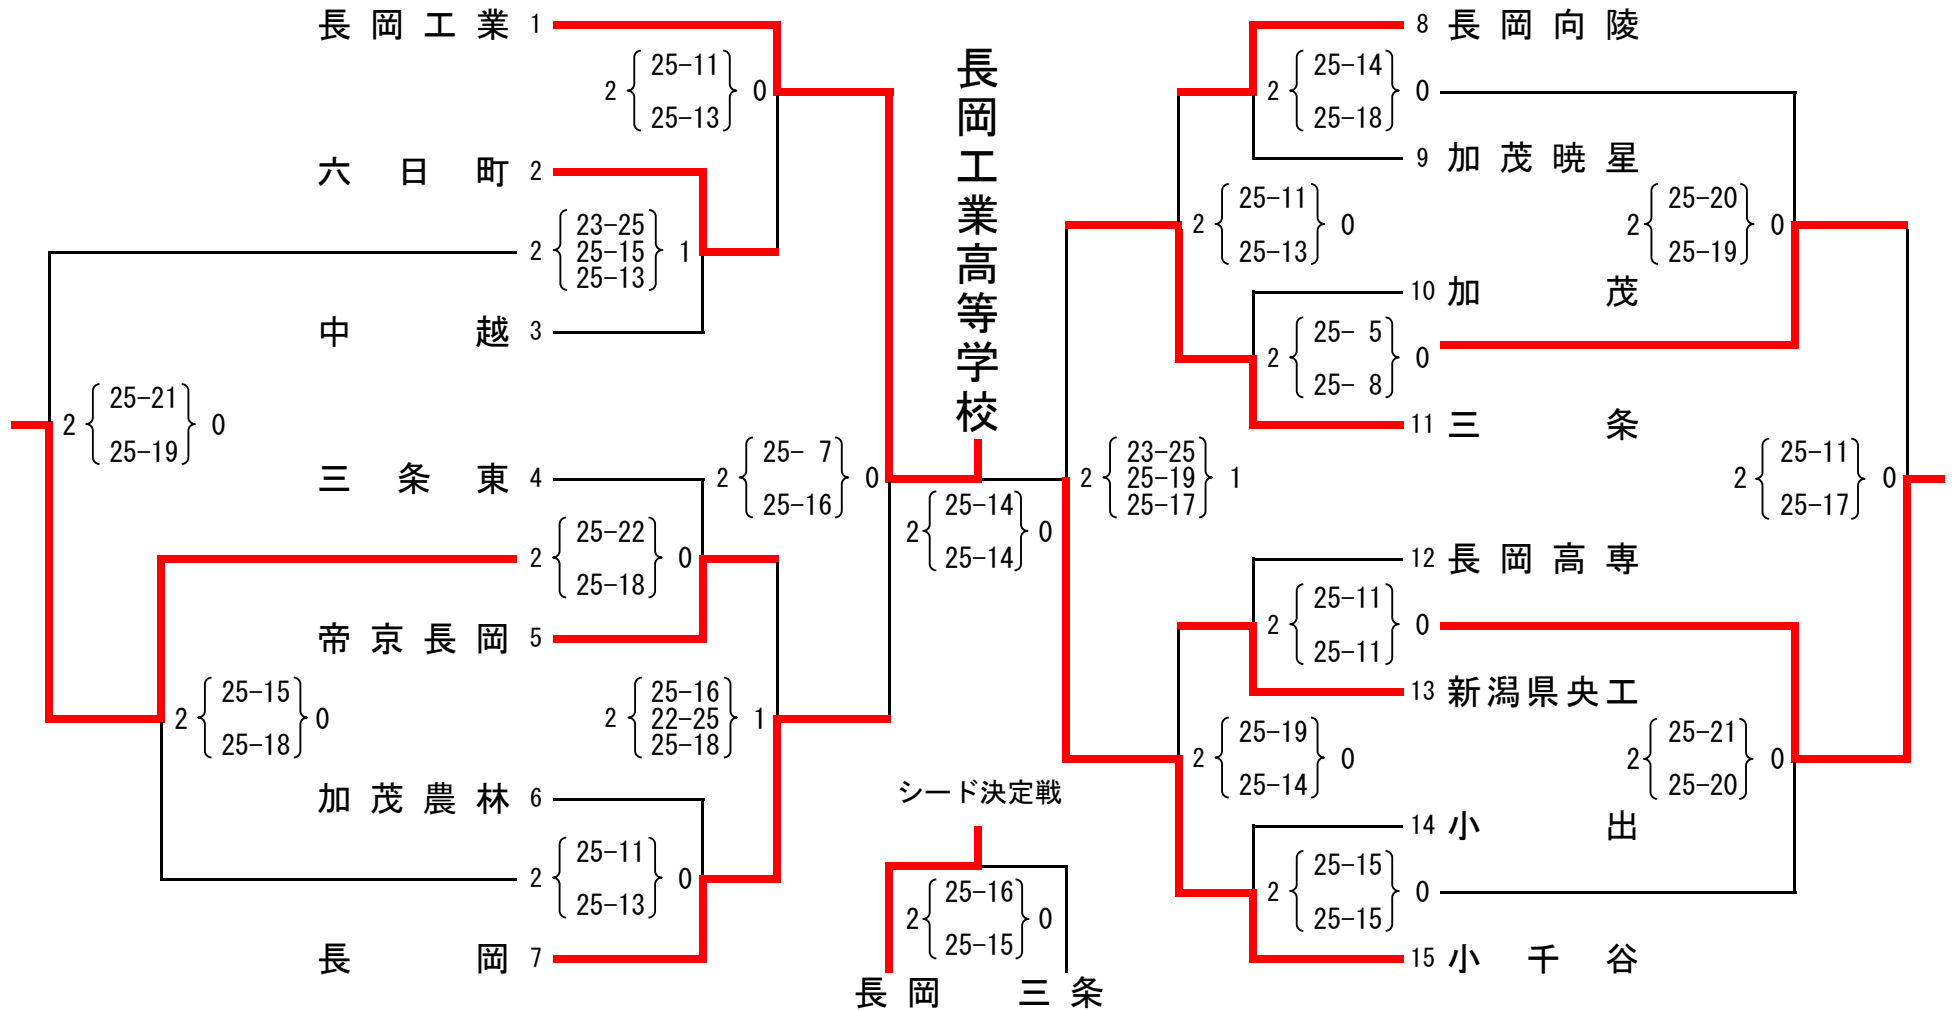 長岡工業 1
2 25-11 0
25-13
六日町 2
2 23-25 1
25-15
25-13
中越 3
2 25-21 0
25-19
三条東 4
2 25-22 0
25-18
帝京長岡 5
2 25-15 0
25-18
2 25-16 1
22-25
25-18
加茂農林 6
2 25-11 0
25-13
長岡 7
2 25- 7 0
25-16
長岡工業高等学校
2 25-14 0
25-14
シード決定戦
2 25-16 0
25-15
長岡 三条
8 長岡向陵
2 25-14 0
25-18
9 加茂暁星
2 25-11 0
25-13
2 25-20 0
25-19
10 加茂
2 25- 5 0
25- 8
11 三条
2 23-25 1
25-19
25-17
2 25-11 0
25-17
12 長岡高専
2 25-11 0
25-11
13 新潟県央工
2 25-19 0
25-14
2 25-21 0
25-20
14 小出
2 25-15 0
25-15
15 小千谷